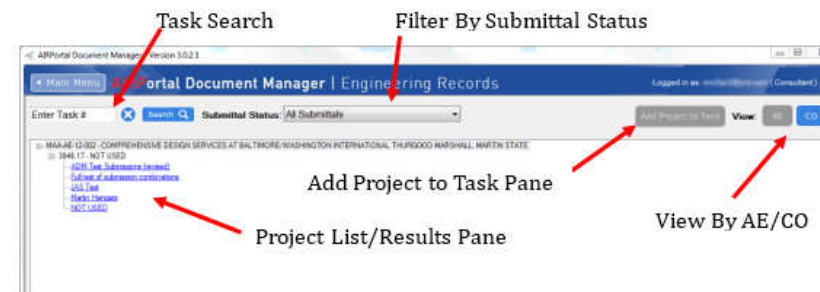 Task Search
Filter By Submittal Status
AIRPortal Document Manager - Version 3.0.2.1
Main Menu
AIRPortal Document Manager | Engineering Records
Logged in as: (Consultant)
Enter Task #
Search
Submittal Status: All Submittals
Add Project to Task
View:
AE
CO
MAA-AE-12-002 - COMPREHENSIVE DESIGN SERVICES AT BALTIMORE/WASHINGTON INTERNATIONAL THURGOOD MARSHALL, MARTIN STATE
3846.17 - NOT USED
ADM Test Submissions (revised)
Full test of submission combinations
JAS Test
Martin Hangars
NOT USED
Add Project to Task Pane
View By AE/CO
Project List/Results Pane